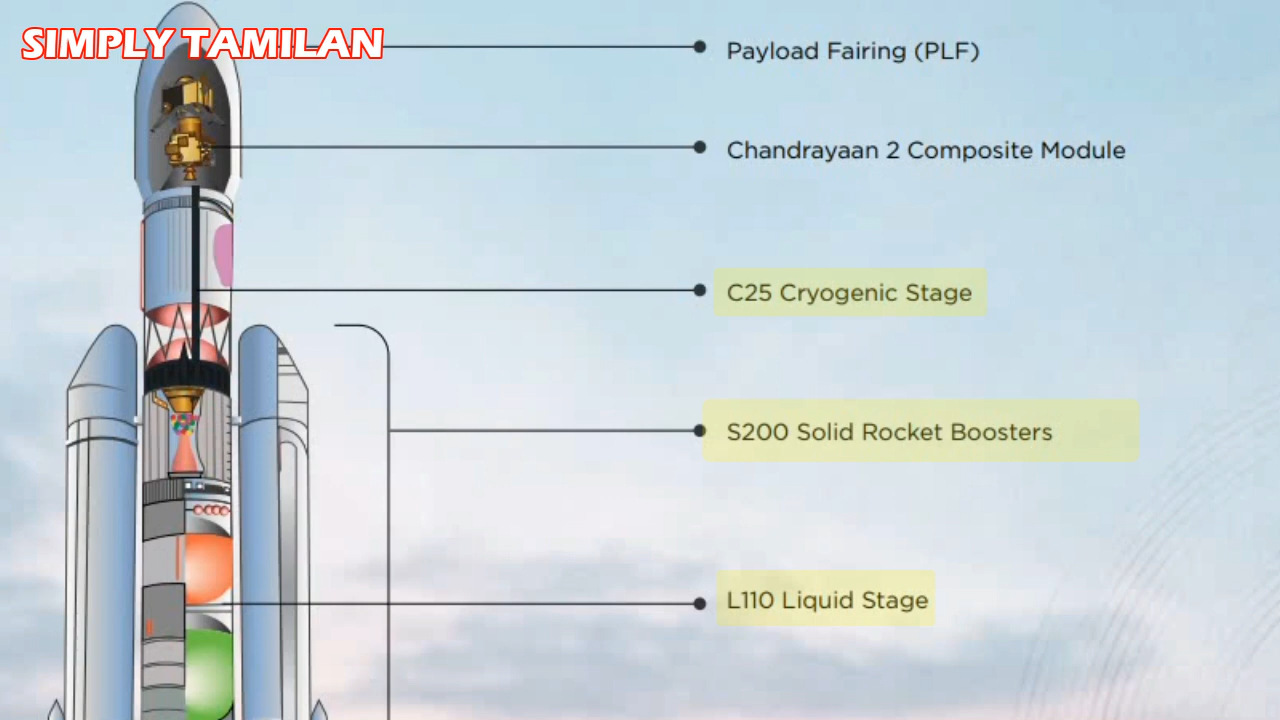 SIMPLY TAMILAN
Payload Fairing (PLF)
Chandrayaan 2 Composite Module
C25 Cryogenic Stage
S200 Solid Rocket Boosters
L110 Liquid Stage